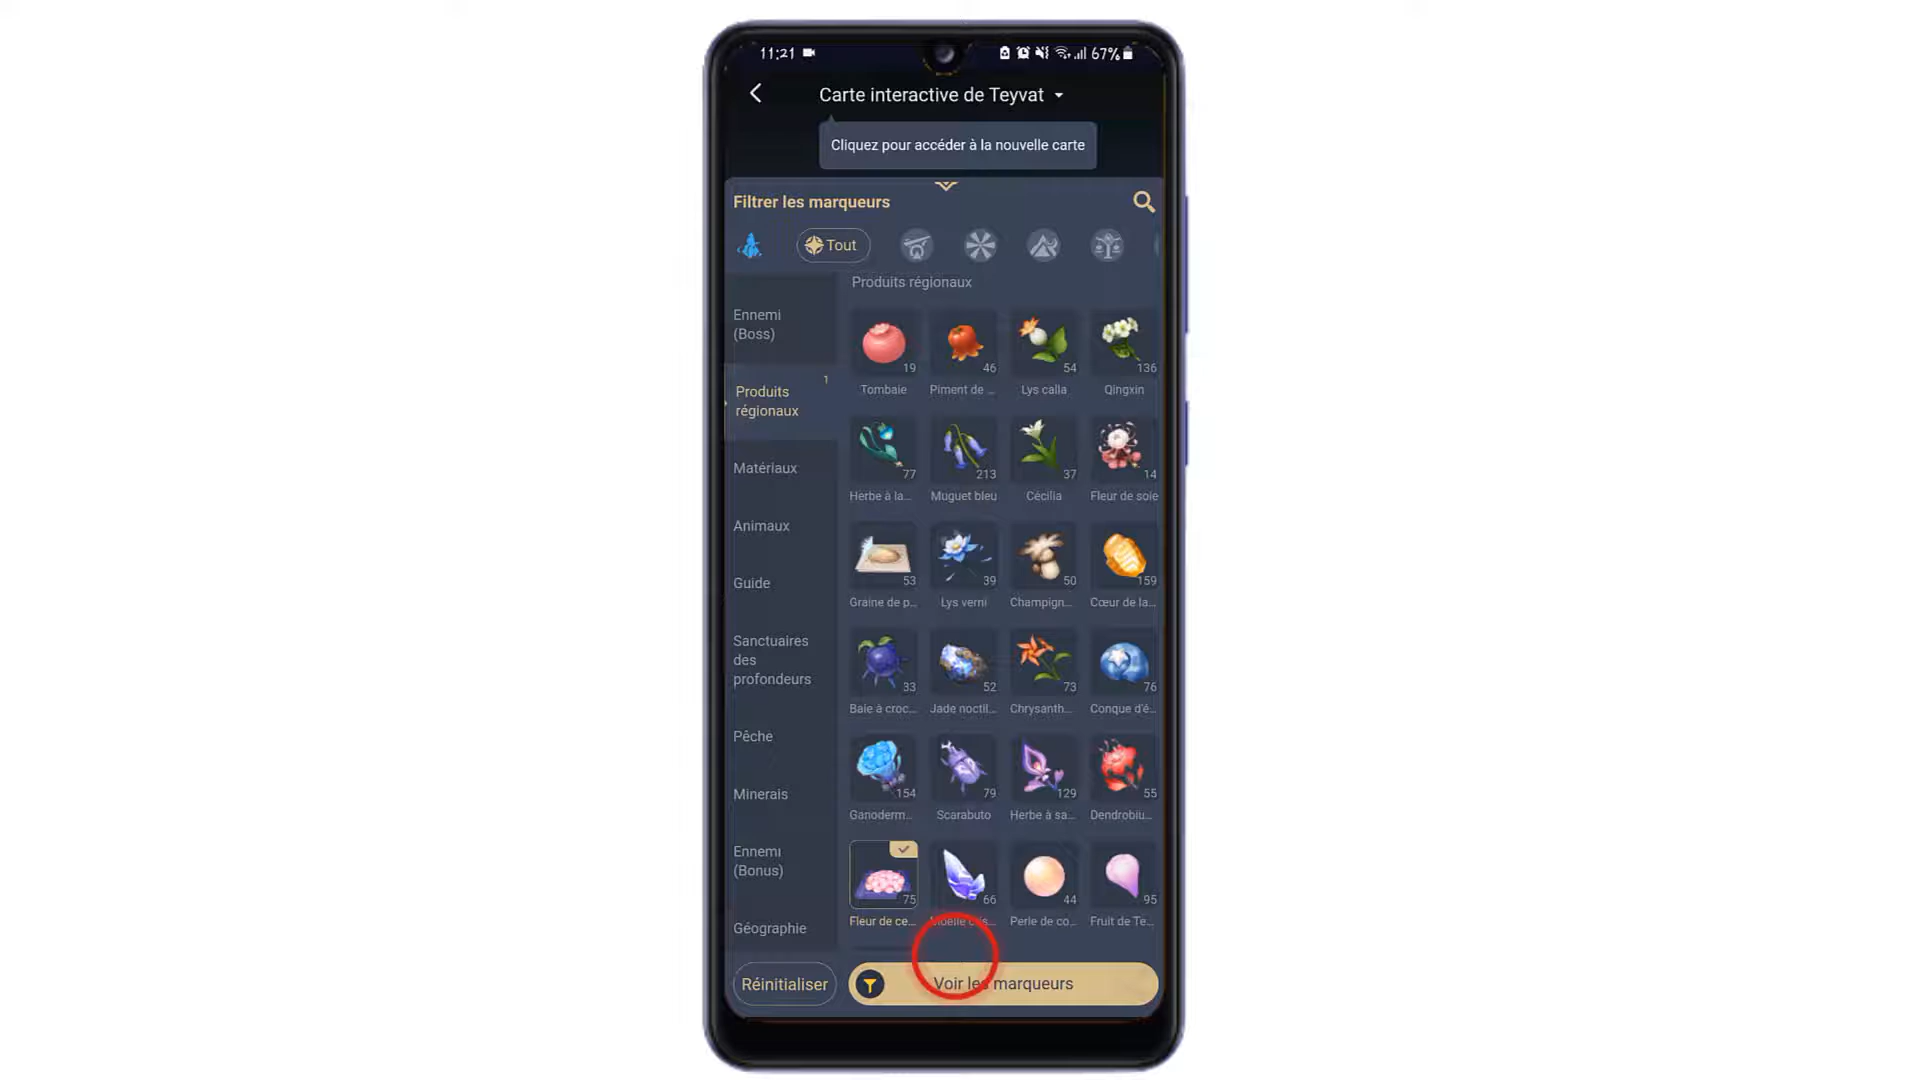 11:21
67%
Carte interactive de Teyvat
Cliquez pour accéder à la nouvelle carte
Filtrer les marqueurs
Tout
Produits régionaux
Ennemi
(Boss)
Produits
régionaux
1
Matériaux
Animaux
Guide
Sanctuaires
des
profondeurs
Pêche
Minerais
Ennemi
(Bonus)
Géographie
19 46 54 136
Tombaie Piment de ... Lys calla Qingxin
77 213 37 14
Herbe à la... Muguet bleu Cécilia Fleur de soie
53 39 50 159
Graine de p... Lys verni Champign... Cœur de la...
33 52 73 76
Baie à croc... Jade noctil... Chrysanth... Conque d'é...
154 79 129 55
Ganoderm... Scarabuto Herbe à sa... Dendrobiu...
75 66 44 95
Fleur de ce... Perle de co... Fruit de Te...
Réinitialiser
Voir les marqueurs